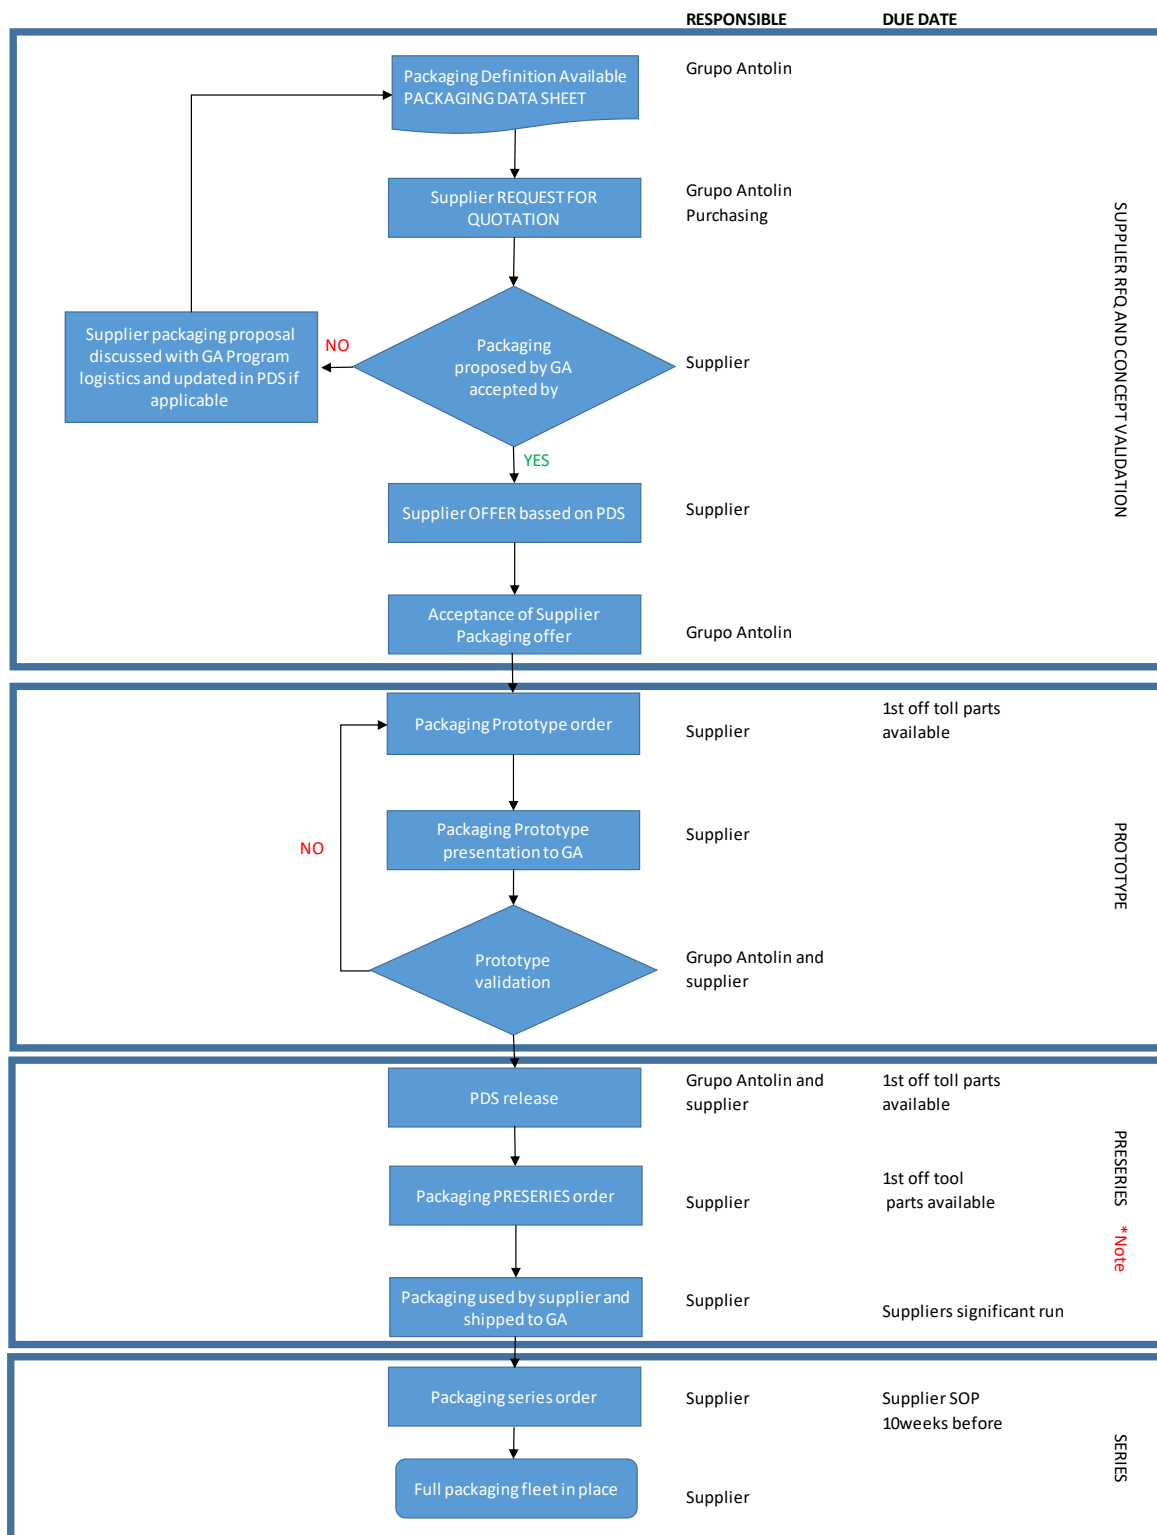 RESPONSIBLE DUE DATE
Packaging Definition Available
PACKAGING DATA SHEET
Grupo Antolin
Supplier REQUEST FOR
QUOTATION
Grupo Antolin
Purchasing
Supplier packaging proposal
discussed with GA Program
logistics and updated in PDS if
applicable
NO
Packaging
proposed by GA
accepted by
Supplier
YES
Supplier OFFER bassed on PDS
Supplier
Acceptance of Supplier
Packaging offer
Grupo Antolin
SUPPLIER RFQ AND CONCEPT VALIDATION
Packaging Prototype order
Supplier
1st off toll parts
available
Packaging Prototype
presentation to GA
Supplier
NO
Prototype
validation
Grupo Antolin and
supplier
PROTOTYPE
PDS release
Grupo Antolin and
supplier
1st off toll parts
available
Packaging PRESERIES order
Supplier
1st off tool
parts available
Packaging used by supplier and
shipped to GA
Supplier
Suppliers significant run
PRESERIES *Note
Packaging series order
Supplier
Supplier SOP
10weeks before
Full packaging fleet in place
Supplier
SERIES